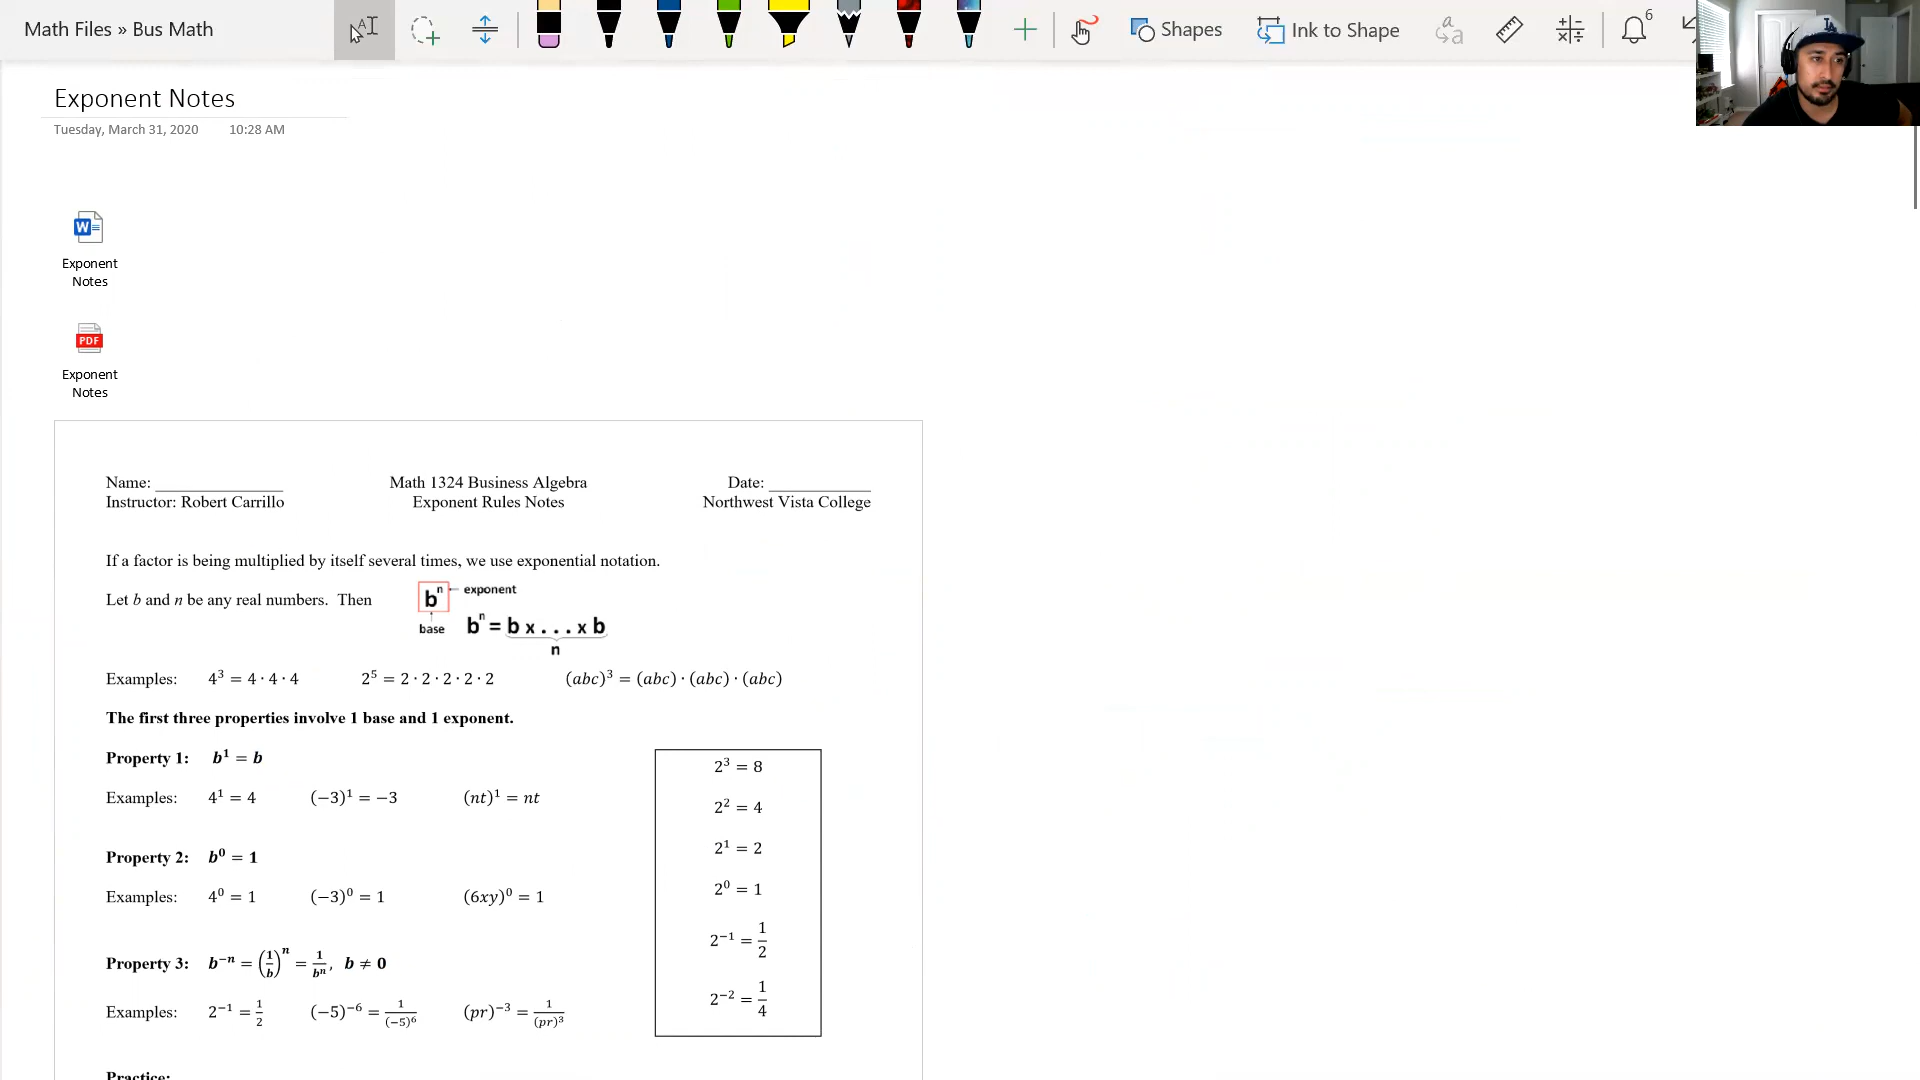 Math Files » Bus Math
Shapes
Ink to Shape
6
Exponent Notes
Tuesday, March 31, 2020 10:28 AM
W
Exponent
Notes
PDF
Exponent
Notes
Name: ________________ Math 1324 Business Algebra Date: ____________
Instructor: Robert Carrillo Exponent Rules Notes Northwest Vista College
If a factor is being multiplied by itself several times, we use exponential notation.
Let b and n be any real numbers. Then
bⁿ exponent
base
bⁿ = b x . . . x b
n
Examples: 4³ = 4 · 4 · 4 2⁵ = 2 · 2 · 2 · 2 · 2 (abc)³ = (abc) · (abc) · (abc)
The first three properties involve 1 base and 1 exponent.
Property 1: b¹ = b
Examples: 4¹ = 4 (−3)¹ = −3 (nt)¹ = nt
Property 2: b⁰ = 1
Examples: 4⁰ = 1 (−3)⁰ = 1 (6xy)⁰ = 1
Property 3: b⁻ⁿ = (1/b)ⁿ = 1/bⁿ, b ≠ 0
Examples: 2⁻¹ = 1/2 (−5)⁻⁶ = 1/(−5)⁶ (pr)⁻³ = 1/(pr)³
2³ = 8
2² = 4
2¹ = 2
2⁰ = 1
2⁻¹ = 1/2
2⁻² = 1/4
Practice: